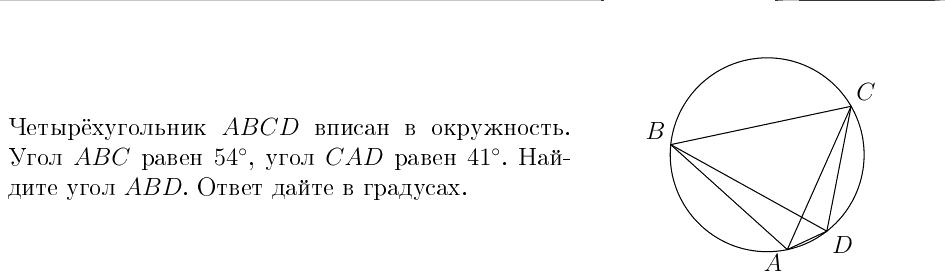 Четырёхугольник ABCD вписан в окружность.
Угол ABC равен 54°, угол CAD равен 41°. Най-
дите угол ABD. Ответ дайте в градусах.
C
B
D
A